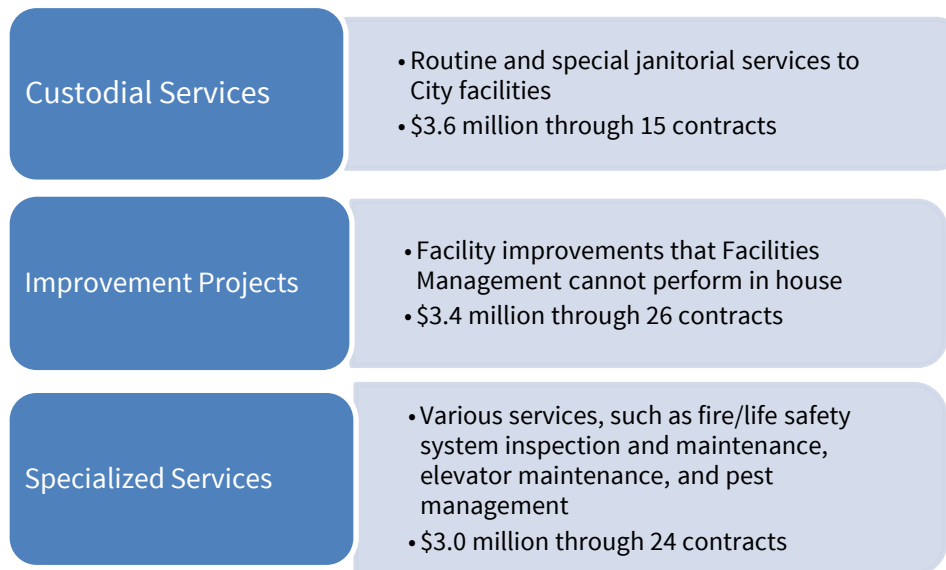 Custodial Services
• Routine and special janitorial services to
City facilities
• $3.6 million through 15 contracts
Improvement Projects
• Facility improvements that Facilities
Management cannot perform in house
• $3.4 million through 26 contracts
Specialized Services
• Various services, such as fire/life safety
system inspection and maintenance,
elevator maintenance, and pest
management
• $3.0 million through 24 contracts